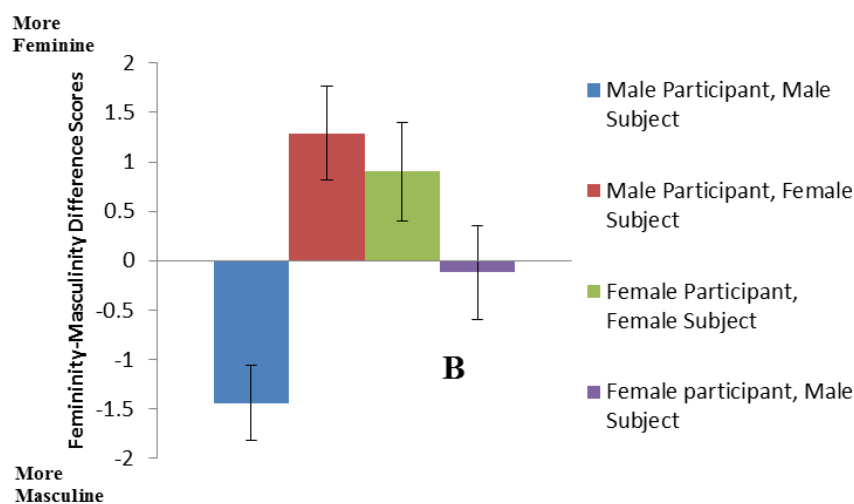 More
Feminine
Femininity-Masculinity Difference Scores
2
1.5
1
0.5
0
-0.5
-1
-1.5
-2
B
Male Participant, Male
Subject
Male Participant, Female
Subject
Female Participant,
Female Subject
Female participant, Male
Subject
More
Masculine